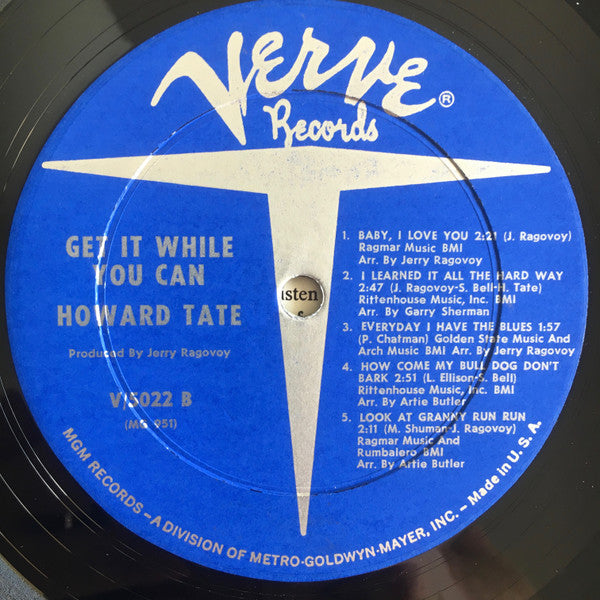 Verve®
Records
GET IT WHILE
YOU CAN
HOWARD TATE
Produced By Jerry Ragovoy
V/5022 B
(MG 951)
1. BABY, I LOVE YOU 2:21 (J. Ragovoy)
Ragmar Music BMI
Arr. By Jerry Ragovoy
2. I LEARNED IT ALL THE HARD WAY
2:47 (J. Ragovoy-S. Bell-H. Tate)
Rittenhouse Music, Inc. BMI
Arr. By Garry Sherman
3. EVERYDAY I HAVE THE BLUES 1:57
(P. Chatman) Golden State Music And
Arch Music BMI Arr. By Jerry Ragovoy
4. HOW COME MY BULL DOG DON'T
BARK 2:51 (L. Ellison-S. Bell)
Rittenhouse Music, Inc. BMI
Arr. By Artie Butler
5. LOOK AT GRANNY RUN RUN
2:11 (M. Shuman-J. Ragovoy)
Ragmar Music And
Rumbalero BMI
Arr. By Artie Butler
MGM RECORDS – A DIVISION OF METRO-GOLDWYN-MAYER, INC. – Made in U.S.A.